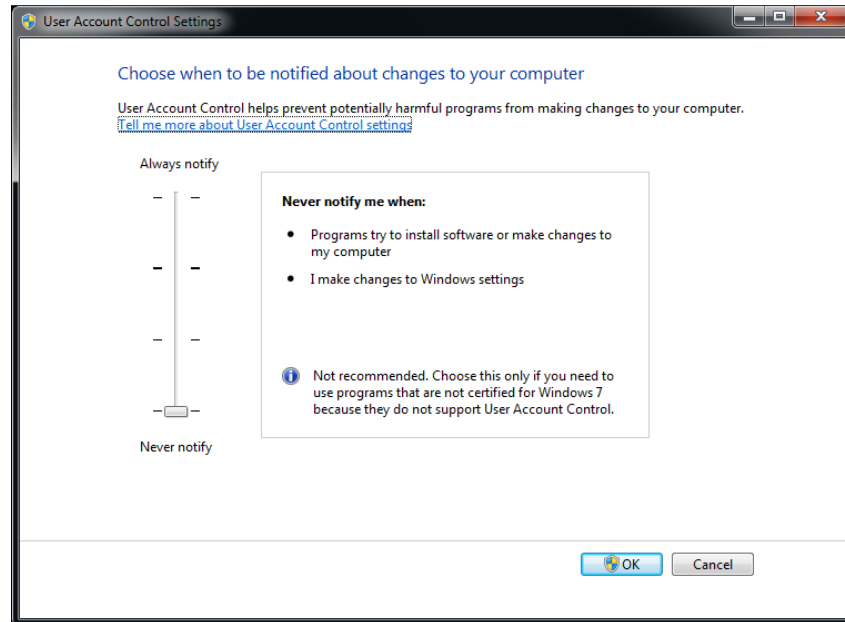 User Account Control Settings
Choose when to be notified about changes to your computer
User Account Control helps prevent potentially harmful programs from making changes to your computer.
Tell me more about User Account Control settings
Always notify
Never notify me when:
• Programs try to install software or make changes to
my computer
• I make changes to Windows settings
Not recommended. Choose this only if you need to
use programs that are not certified for Windows 7
because they do not support User Account Control.
Never notify
OK
Cancel